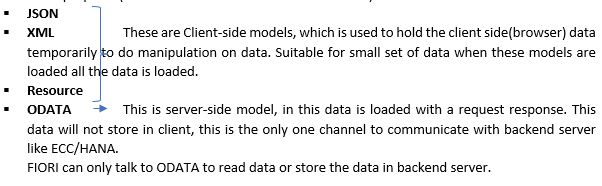 ▪ JSON
▪ XML These are Client-side models, which is used to hold the client side(browser) data
temporarily to do manipulation on data. Suitable for small set of data when these models are
loaded all the data is loaded.
▪ Resource
▪ ODATA This is server-side model, in this data is loaded with a request response. This
data will not store in client, this is the only one channel to communicate with backend server
like ECC/HANA.
FIORI can only talk to ODATA to read data or store the data in backend server.